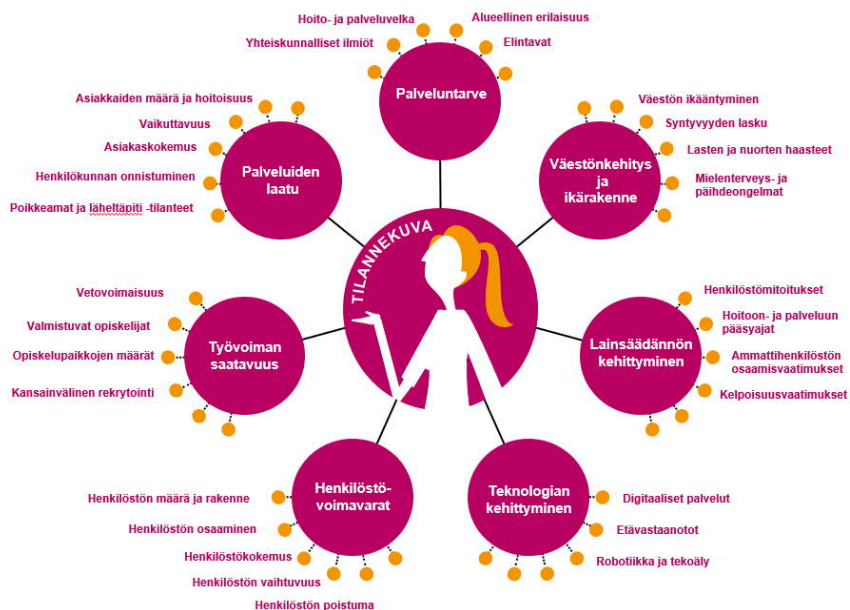 Hoito- ja palveluvelka
Alueellinen erilaisuus
Yhteiskunnalliset ilmiöt
Elintavat
Palveluntarve
Asiakkaiden määrä ja hoitoisuus
Vaikuttavuus
Asiakaskokemus
Henkilökunnan onnistuminen
Poikkeamat ja läheltäpiti -tilanteet
Palveluiden
laatu
Väestön ikääntyminen
Syntyvyyden lasku
Lasten ja nuorten haasteet
Mielenterveys- ja
päihdeongelmat
Väestönkehitys
ja
ikärakenne
TILANNEKUVA
Vetovoimaisuus
Valmistuvat opiskelijat
Opiskelupaikkojen määrät
Kansainvälinen rekrytointi
Työvoiman
saatavuus
Henkilöstömitoitukset
Hoitoon- ja palveluun
pääsyajat
Ammattihenkilöstön
osaamisvaatimukset
Kelpoisuusvaatimukset
Lainsäädännön
kehittyminen
Henkilöstö-
voimavarat
Henkilöstön määrä ja rakenne
Henkilöstön osaaminen
Henkilöstökokemus
Henkilöstön vaihtuvuus
Henkilöstön poistuma
Teknologian
kehittyminen
Digitaaliset palvelut
Etävastaanotot
Robotiikka ja tekoäly